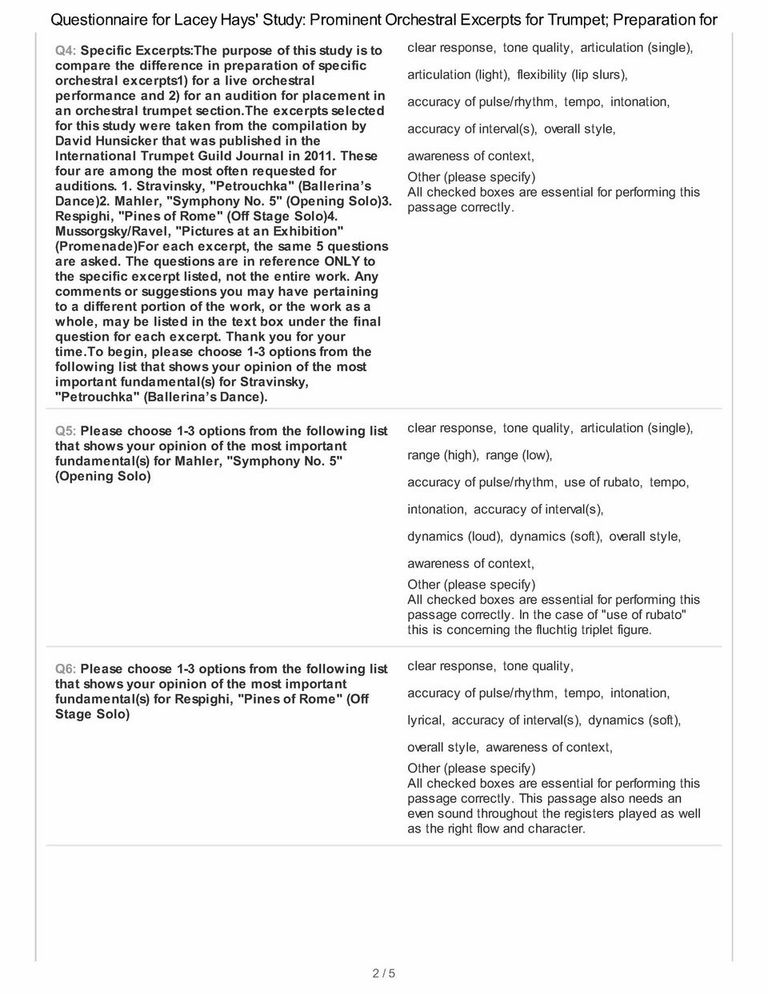 Questionnaire for Lacey Hays' Study: Prominent Orchestral Excerpts for Trumpet; Preparation for
Q4: Specific Excerpts:The purpose of this study is to
compare the difference in preparation of specific
orchestral excerpts1) for a live orchestral
performance and 2) for an audition for placement in
an orchestral trumpet section.The excerpts selected
for this study were taken from the compilation by
David Hunsicker that was published in the
International Trumpet Guild Journal in 2011. These
four are among the most often requested for
auditions. 1. Stravinsky, "Petrouchka" (Ballerina's
Dance)2. Mahler, "Symphony No. 5" (Opening Solo)3.
Respighi, "Pines of Rome" (Off Stage Solo)4.
Mussorgsky/Ravel, "Pictures at an Exhibition"
(Promenade)For each excerpt, the same 5 questions
are asked. The questions are in reference ONLY to
the specific excerpt listed, not the entire work. Any
comments or suggestions you may have pertaining
to a different portion of the work, or the work as a
whole, may be listed in the text box under the final
question for each excerpt. Thank you for your
time.To begin, please choose 1-3 options from the
following list that shows your opinion of the most
important fundamental(s) for Stravinsky,
"Petrouchka" (Ballerina's Dance).
clear response, tone quality, articulation (single),
articulation (light), flexibility (lip slurs),
accuracy of pulse/rhythm, tempo, intonation,
accuracy of interval(s), overall style,
awareness of context,
Other (please specify)
All checked boxes are essential for performing this
passage correctly.
Q5: Please choose 1-3 options from the following list
that shows your opinion of the most important
fundamental(s) for Mahler, "Symphony No. 5"
(Opening Solo)
clear response, tone quality, articulation (single),
range (high), range (low),
accuracy of pulse/rhythm, use of rubato, tempo,
intonation, accuracy of interval(s),
dynamics (loud), dynamics (soft), overall style,
awareness of context,
Other (please specify)
All checked boxes are essential for performing this
passage correctly. In the case of "use of rubato"
this is concerning the fluchtig triplet figure.
Q6: Please choose 1-3 options from the following list
that shows your opinion of the most important
fundamental(s) for Respighi, "Pines of Rome" (Off
Stage Solo)
clear response, tone quality,
accuracy of pulse/rhythm, tempo, intonation,
lyrical, accuracy of interval(s), dynamics (soft),
overall style, awareness of context,
Other (please specify)
All checked boxes are essential for performing this
passage correctly. This passage also needs an
even sound throughout the registers played as well
as the right flow and character.
2 / 5